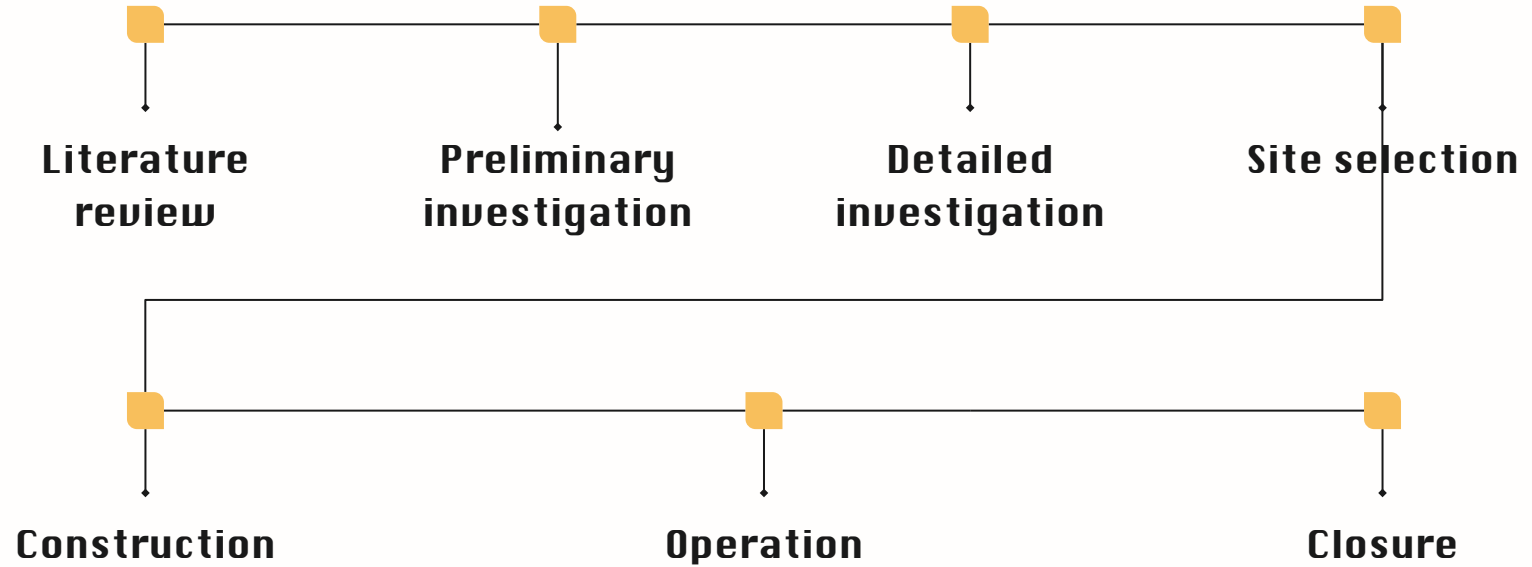 Literature
review
Preliminary
investigation
Detailed
investigation
Site selection
Construction
Operation
Closure